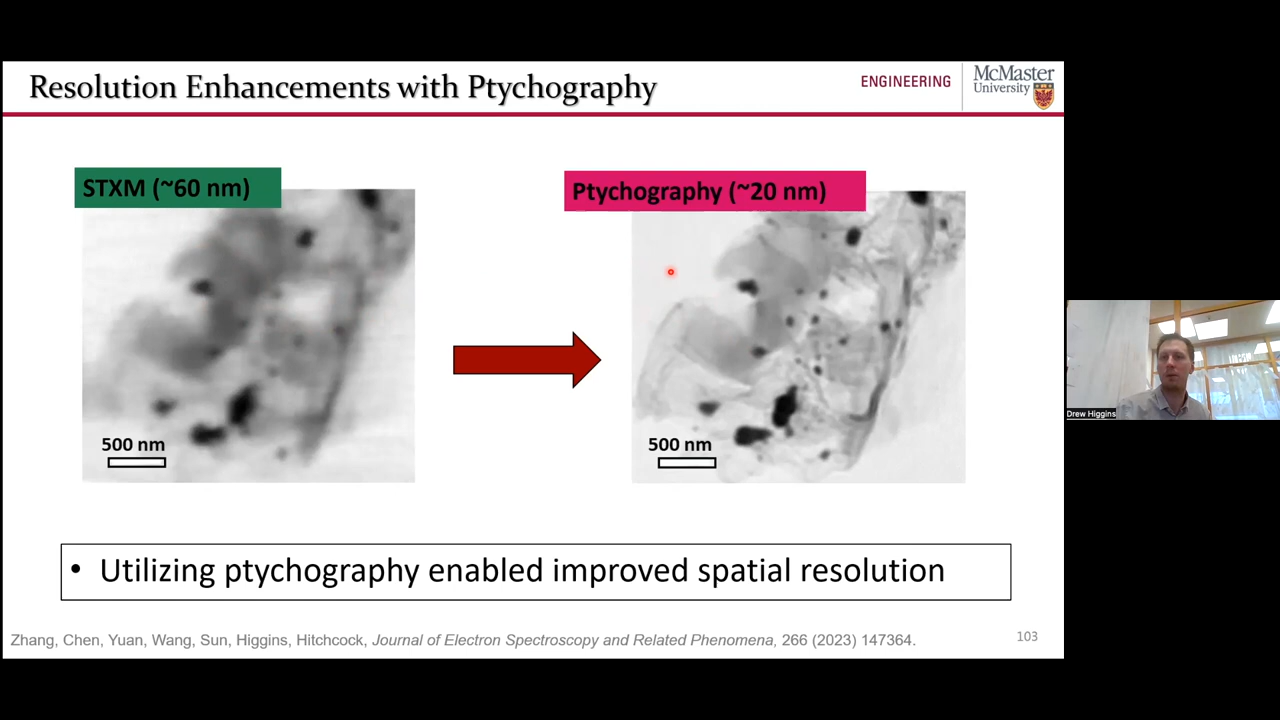 Resolution Enhancements with Ptychography
ENGINEERING
McMaster
University
STXM (~60 nm)
Ptychography (~20 nm)
500 nm
500 nm
• Utilizing ptychography enabled improved spatial resolution
Zhang, Chen, Yuan, Wang, Sun, Higgins, Hitchcock, Journal of Electron Spectroscopy and Related Phenomena, 266 (2023) 147364.
103
Drew Higgins